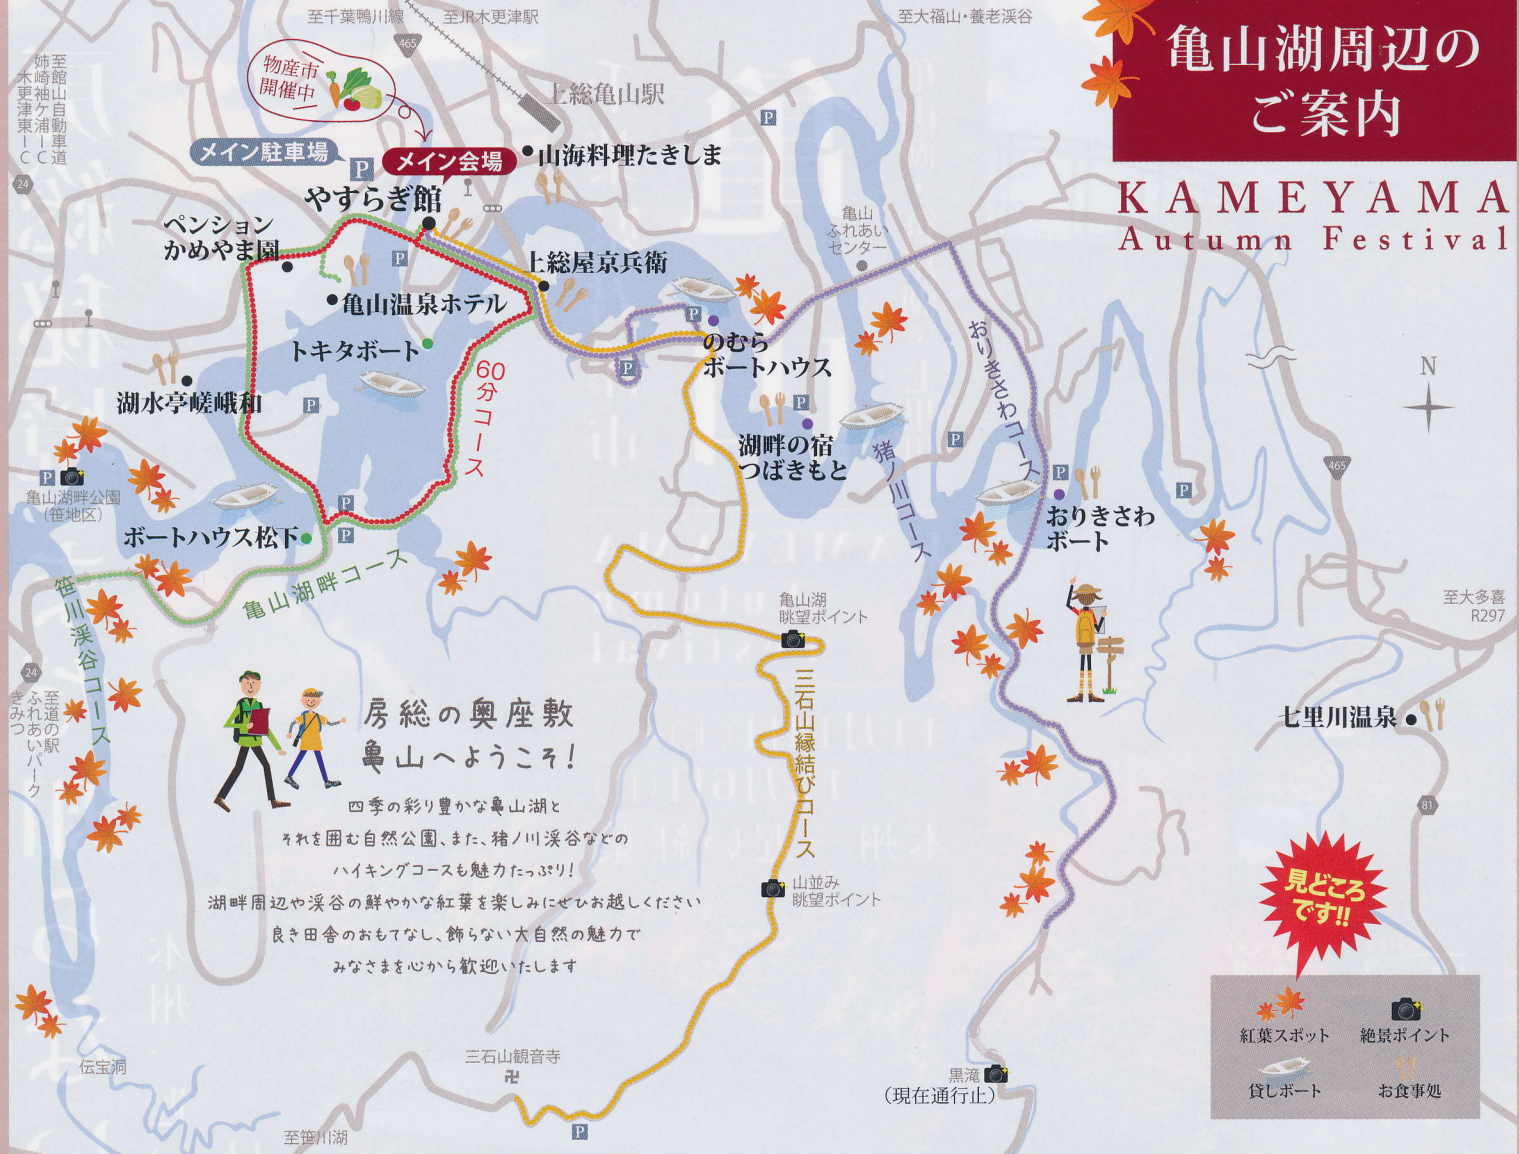 亀山湖周辺の
ご案内
KAMEYAMA
Autumn Festival
至千葉鴨川線
至JR木更津駅
至大福山・養老渓谷
465
至館山自動車道
姉崎袖ケ浦IC
木更津東IC
24
物産市
開催中
上総亀山駅
P
メイン駐車場
P
メイン会場
山海料理たきしま
やすらぎ館
ペンション
かめやま園
P
上総屋京兵衛
亀山
ふれあい
センター
亀山温泉ホテル
P
トキタボート
のむら
ボートハウス
P
60分コース
湖水亭嵯峨和
P
P
湖畔の宿
つばきもと
おりきさわコース
猪ノ川コース
P
N
465
P
亀山湖畔公園
(笹地区)
P
P
ボートハウス松下
P
P
おりきさわ
ボート
笹川渓谷コース
亀山湖畔コース
亀山湖
眺望ポイント
至大多喜
R297
24
至道の駅
ふれあいパーク
きみつ
三石山縁結びコース
七里川温泉
房総の奥座敷
亀山へようこそ!
四季の彩り豊かな亀山湖と
それを囲む自然公園、また、猪ノ川渓谷などの
ハイキングコースも魅力たっぷり!
湖畔周辺や渓谷の鮮やかな紅葉を楽しみにぜひお越しください
良き田舎のおもてなし、飾らない大自然の魅力で
みなさまを心から歓迎いたします
81
山並み
眺望ポイント
見どころ
です!!
紅葉スポット
絶景ポイント
貸しボート
お食事処
伝宝洞
三石山観音寺
卍
黒滝
(現在通行止)
至笹川湖
P